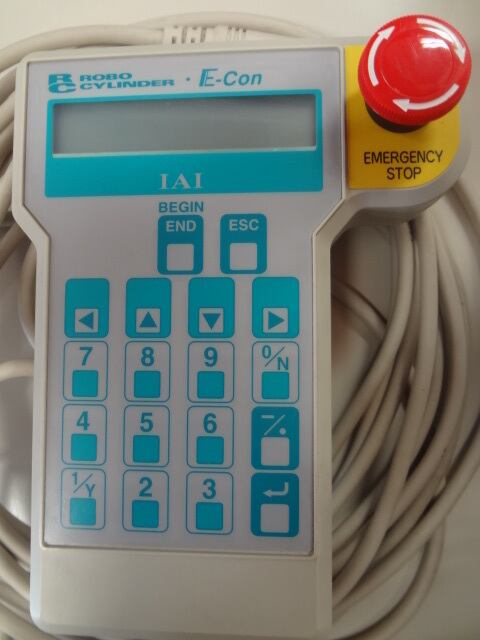 RC ROBO
CYLINDER · E-Con
EMERGENCY
STOP
IAI
BEGIN
END ESC
◀ ▲ ▼ ▶
7 8 9 0/N
4 5 6 -/.
1/Y 2 3 ↵